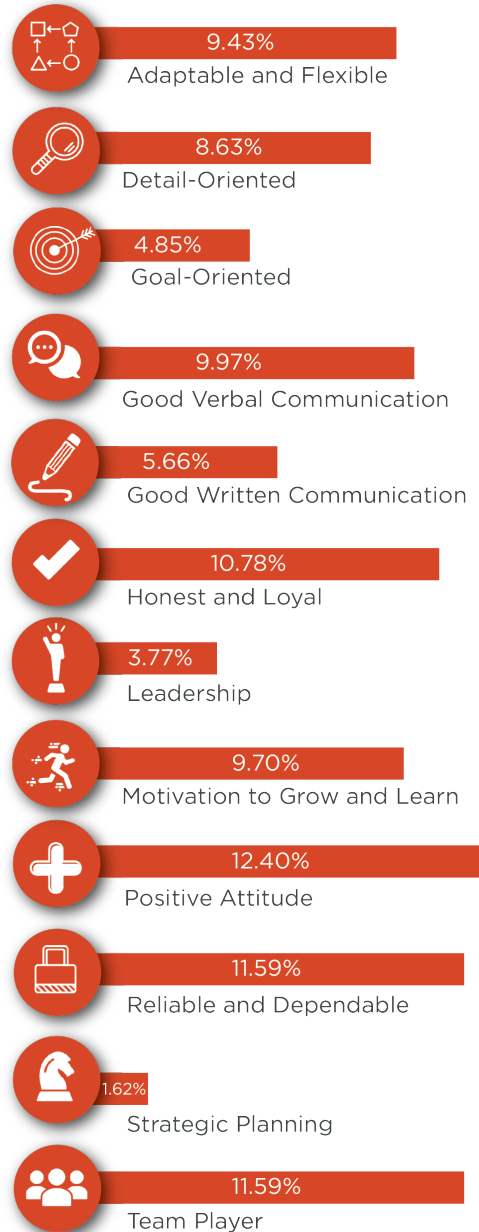 9.43%
Adaptable and Flexible
8.63%
Detail-Oriented
4.85%
Goal-Oriented
9.97%
Good Verbal Communication
5.66%
Good Written Communication
10.78%
Honest and Loyal
3.77%
Leadership
9.70%
Motivation to Grow and Learn
12.40%
Positive Attitude
11.59%
Reliable and Dependable
1.62%
Strategic Planning
11.59%
Team Player